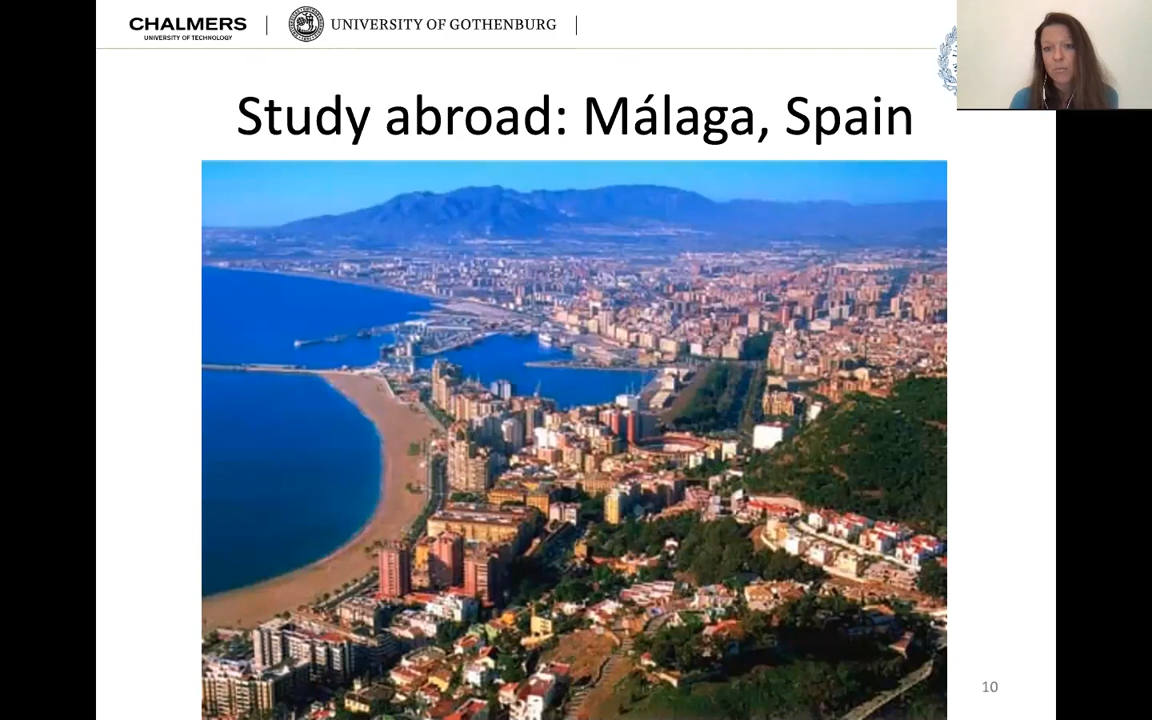 CHALMERS
UNIVERSITY OF TECHNOLOGY
UNIVERSITY OF GOTHENBURG
Study abroad: Málaga, Spain
10